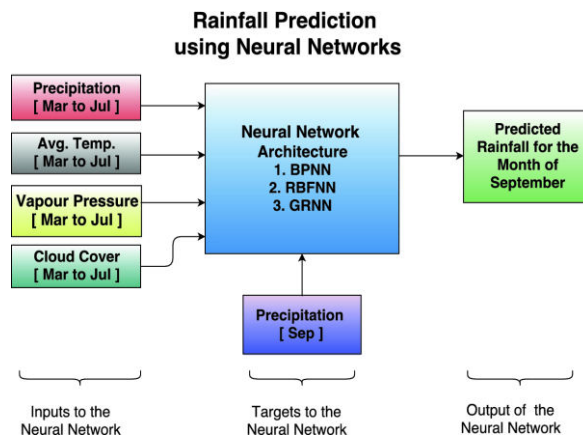 Rainfall Prediction
using Neural Networks
Precipitation
[ Mar to Jul ]
Avg. Temp.
[ Mar to Jul ]
Vapour Pressure
[ Mar to Jul ]
Cloud Cover
[ Mar to Jul ]
Neural Network
Architecture
1. BPNN
2. RBFNN
3. GRNN
Predicted
Rainfall for the
Month of
September
Precipitation
[ Sep ]
Inputs to the
Neural Network
Targets to the
Neural Network
Output of the
Neural Network